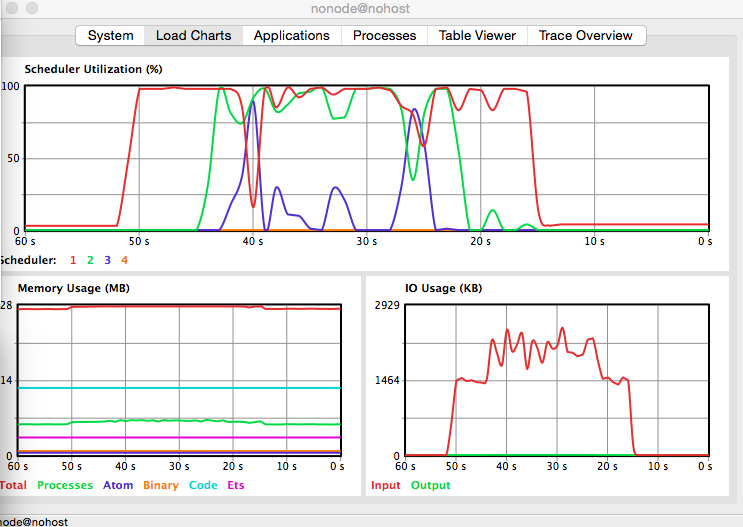 nonode@nohost
System Load Charts Applications Processes Table Viewer Trace Overview
Scheduler Utilization (%)
100
50
0
60 s 50 s 40 s 30 s 20 s 10 s 0 s
Scheduler: 1 2 3 4
Memory Usage (MB)
28
14
0
60 s 50 s 40 s 30 s 20 s 10 s 0 s
Total Processes Atom Binary Code Ets
IO Usage (KB)
2929
1464
0
60 s 50 s 40 s 30 s 20 s 10 s 0 s
Input Output
node@nohost